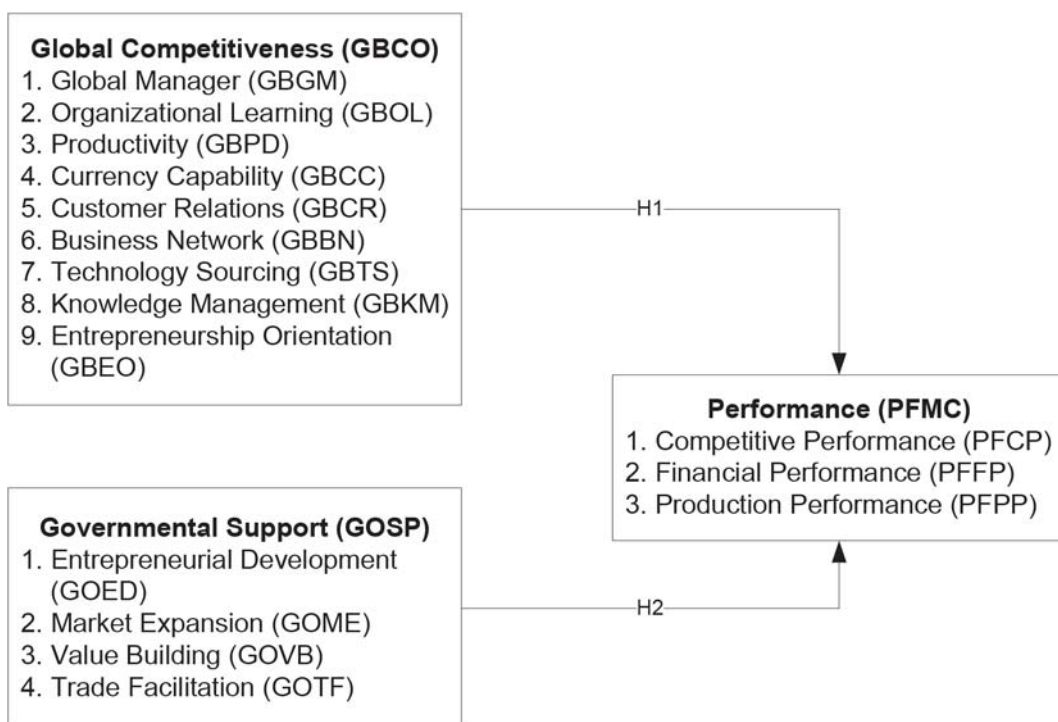 Global Competitiveness (GBCO)
1. Global Manager (GBGM)
2. Organizational Learning (GBOL)
3. Productivity (GBPD)
4. Currency Capability (GBCC)
5. Customer Relations (GBCR)
6. Business Network (GBBN)
7. Technology Sourcing (GBTS)
8. Knowledge Management (GBKM)
9. Entrepreneurship Orientation
(GBEO)
H1
Performance (PFMC)
1. Competitive Performance (PFCP)
2. Financial Performance (PFFP)
3. Production Performance (PFPP)
Governmental Support (GOSP)
1. Entrepreneurial Development
(GOED)
2. Market Expansion (GOME)
3. Value Building (GOVB)
4. Trade Facilitation (GOTF)
H2